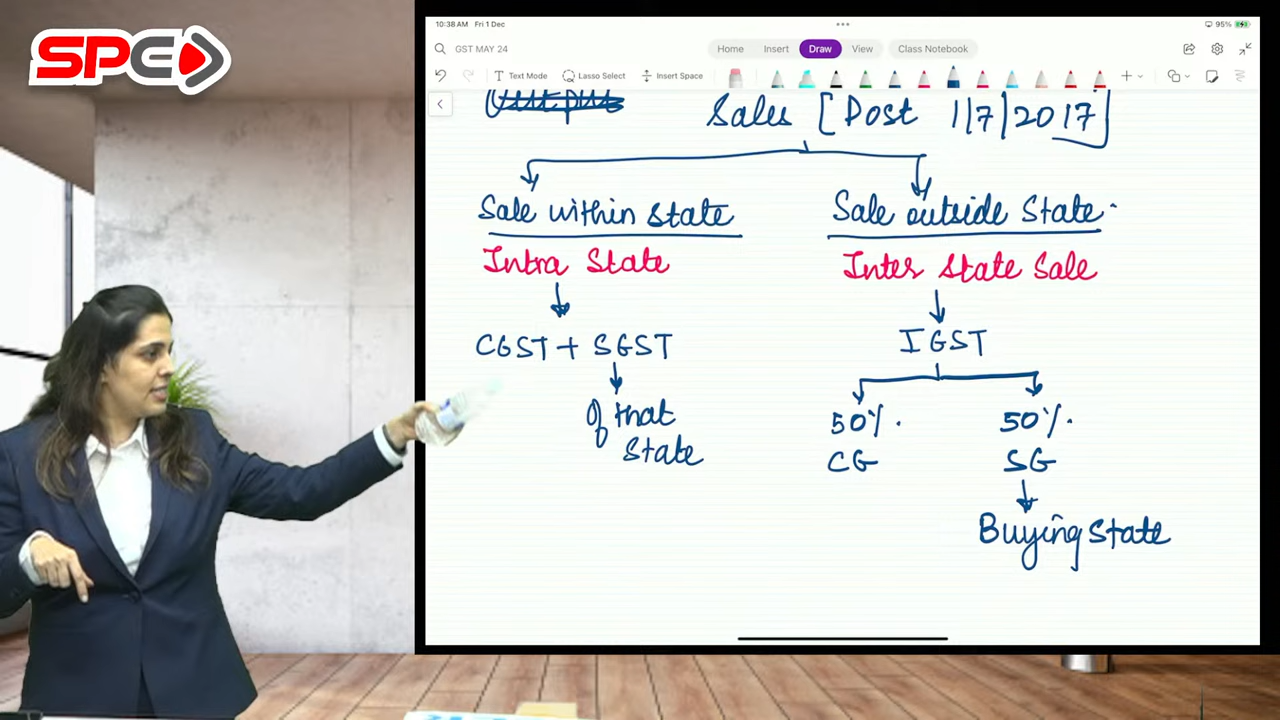 SPE
10:38 AM Fri 1 Dec
95%
GST MAY 24
Home Insert Draw View Class Notebook
Text Mode Lasso Select Insert Space
Sales [Post 1/7/2017]
Sale within state
Sale outside State.
Intra State
Inter State Sale
CGST + SGST
IGST
of that
State
50%.
50%.
CG
SG
Buying State